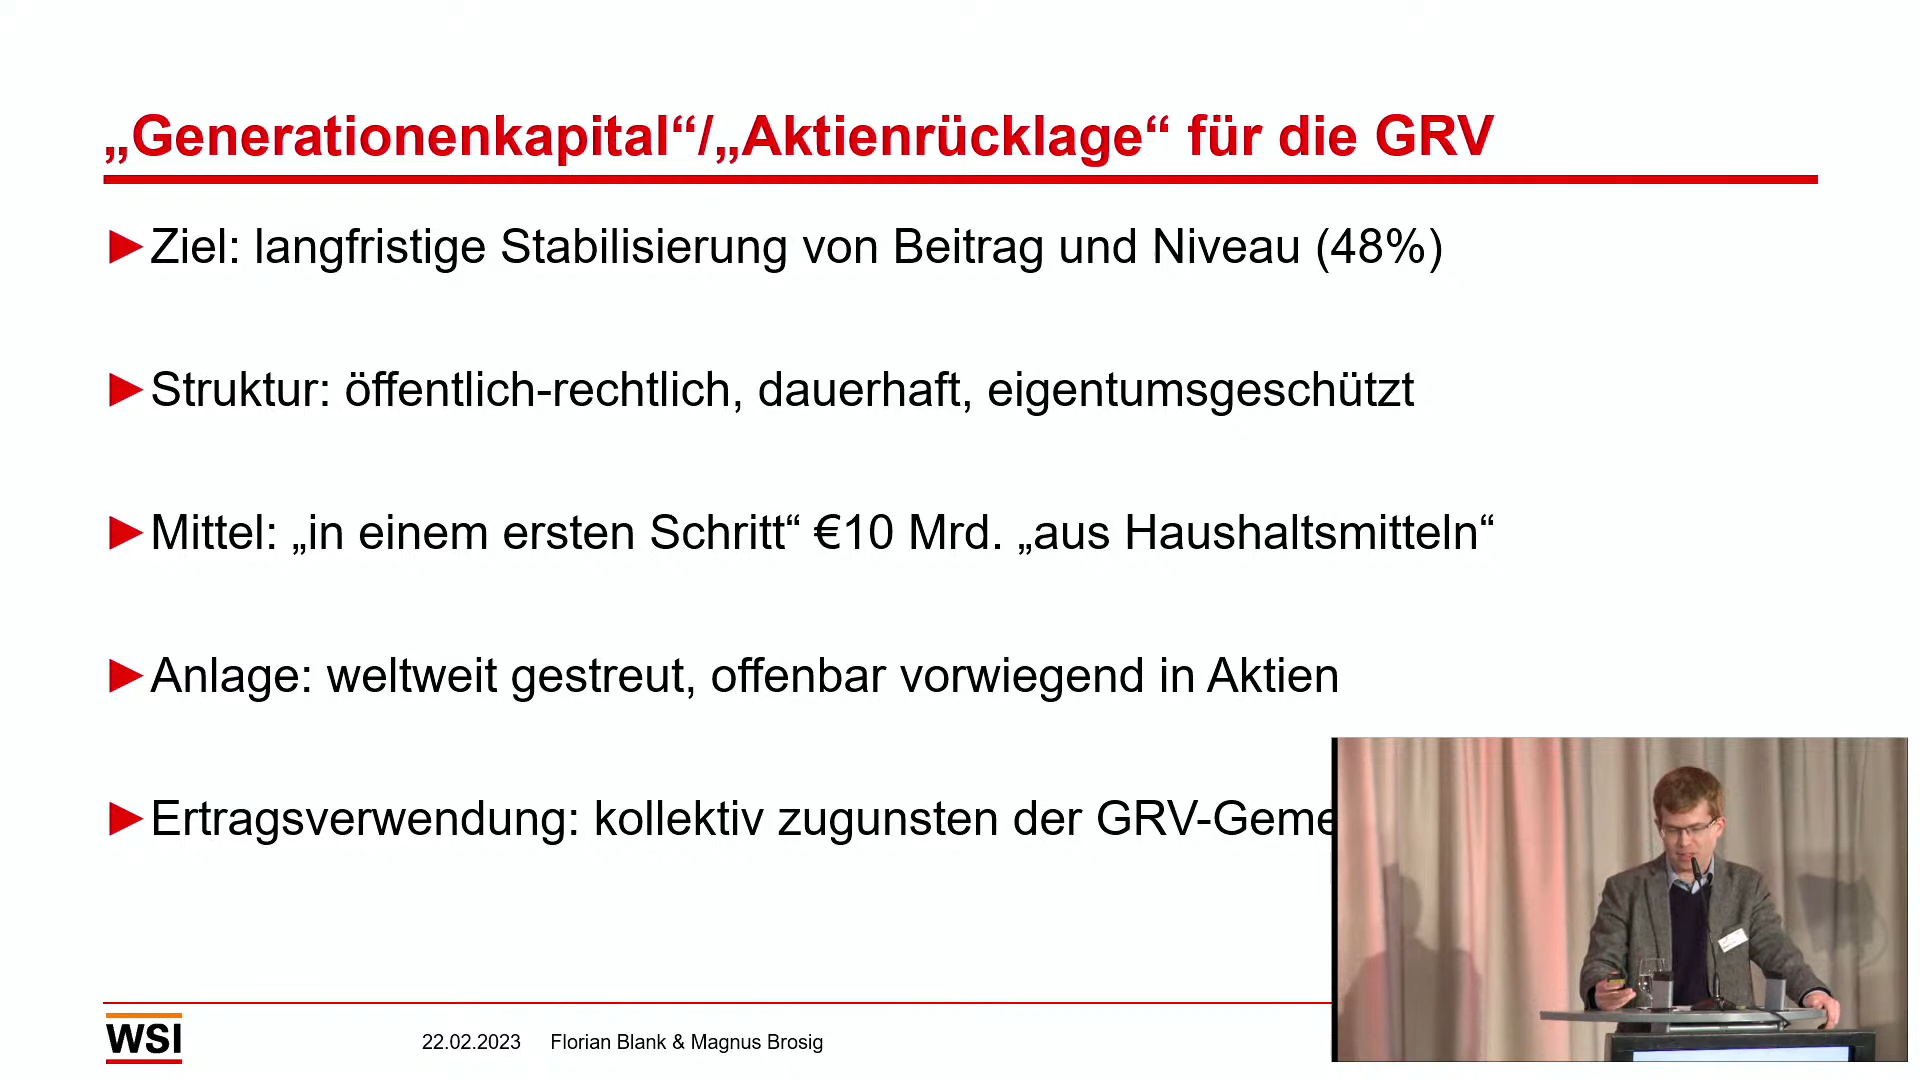 „Generationenkapital“/„Aktienrücklage“ für die GRV
►Ziel: langfristige Stabilisierung von Beitrag und Niveau (48%)
►Struktur: öffentlich-rechtlich, dauerhaft, eigentumsgeschützt
►Mittel: „in einem ersten Schritt“ €10 Mrd. „aus Haushaltsmitteln“
►Anlage: weltweit gestreut, offenbar vorwiegend in Aktien
►Ertragsverwendung: kollektiv zugunsten der GRV-Geme
WSI
22.02.2023 Florian Blank & Magnus Brosig